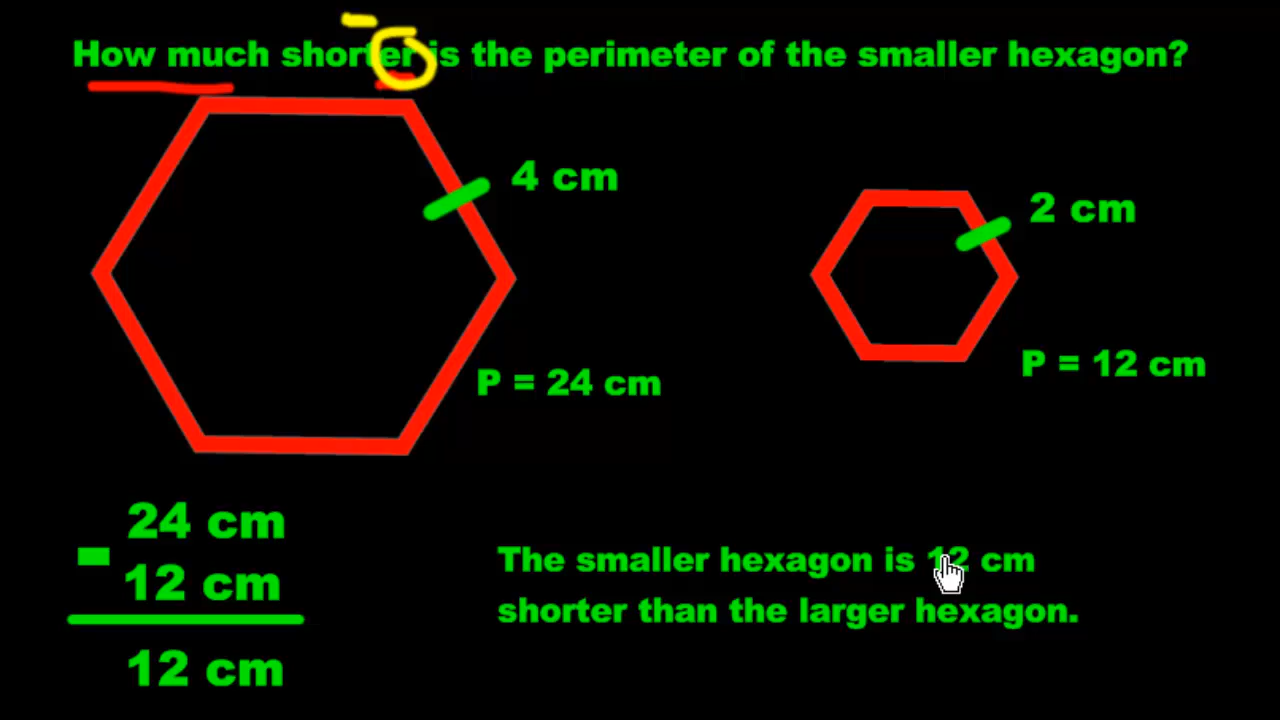 How much shorter is the perimeter of the smaller hexagon?
4 cm
2 cm
P = 24 cm
P = 12 cm
24 cm
- 12 cm
12 cm
The smaller hexagon is 12 cm
shorter than the larger hexagon.